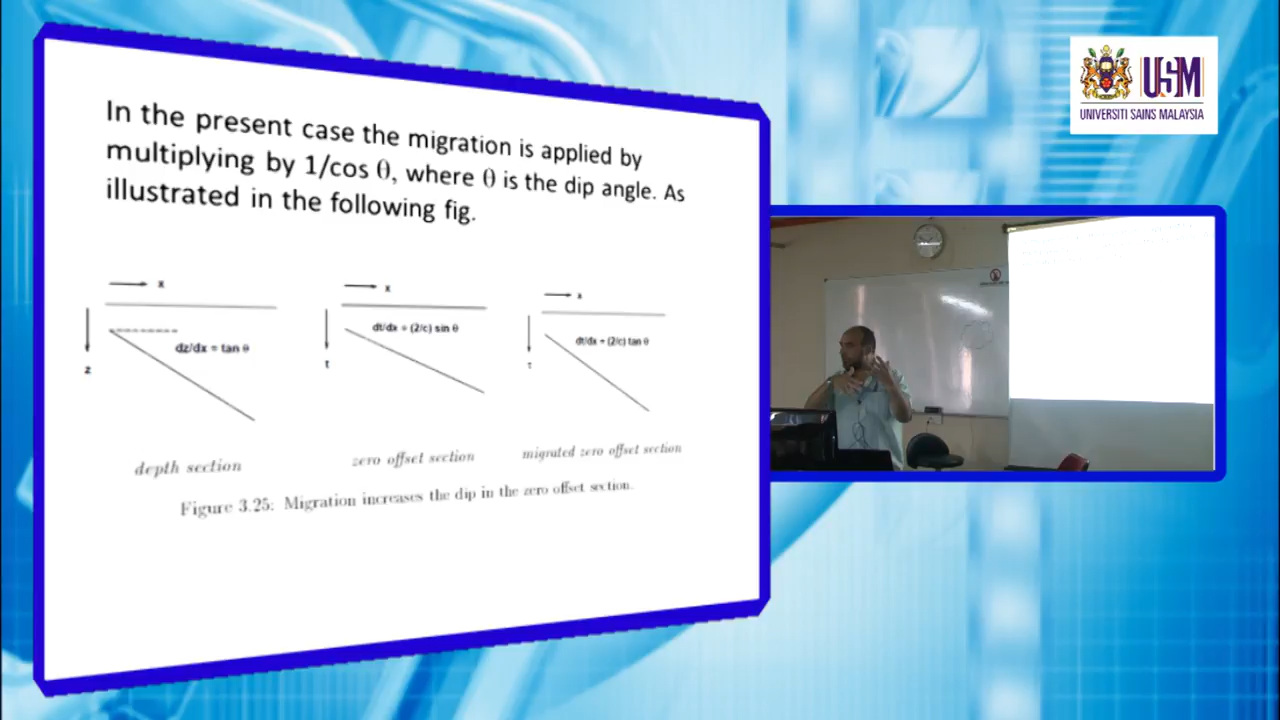 In the present case the migration is applied by
multiplying by 1/cos θ, where θ is the dip angle. As
illustrated in the following fig.
x
z
dz/dx = tan θ
x
t
dt/dx = (2/c) sin θ
x
t
dt/dx = (2/c) tan θ
depth section
zero offset section
migrated zero offset section
Figure 3.25: Migration increases the dip in the zero offset section.
USM
UNIVERSITI SAINS MALAYSIA